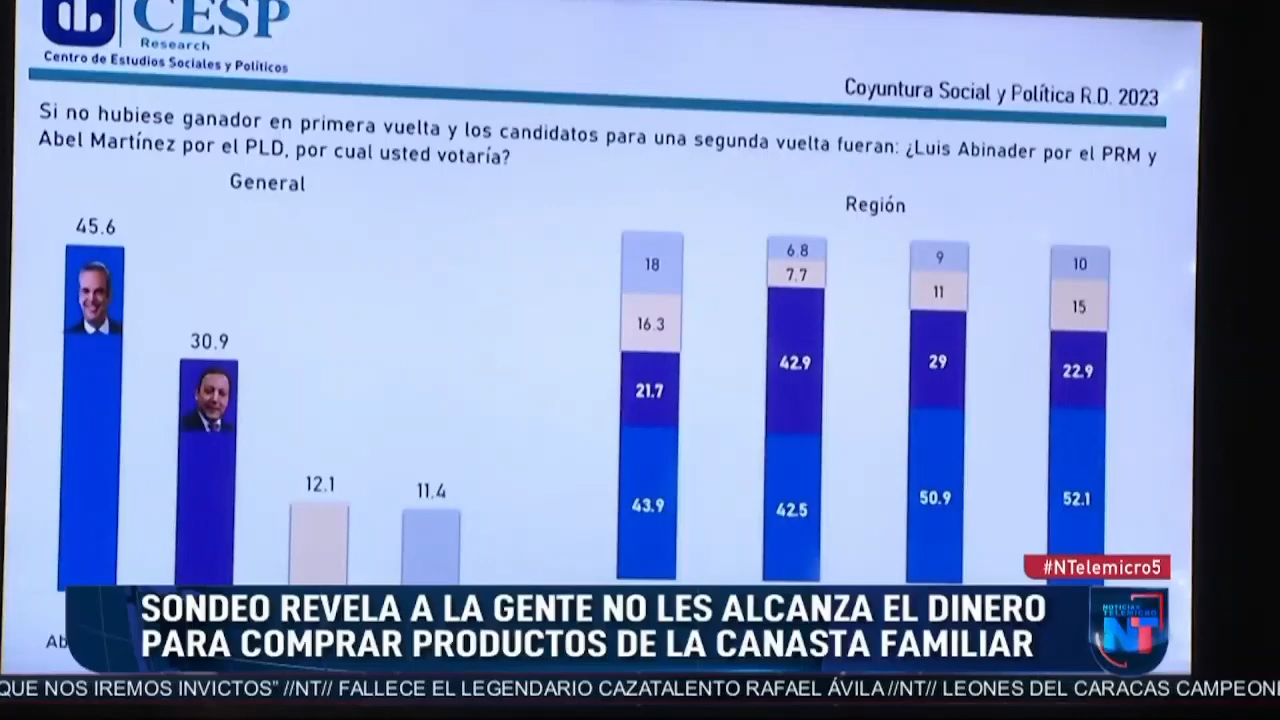 CESP
Research
Centro de Estudios Sociales y Políticos
Coyuntura Social y Política R.D. 2023
Si no hubiese ganador en primera vuelta y los candidatos para una segunda vuelta fueran: ¿Luis Abinader por el PRM y
Abel Martínez por el PLD, por cual usted votaría?
General
Región
45.6
30.9
12.1
11.4
18
16.3
21.7
43.9
6.8
7.7
42.9
42.5
9
11
29
50.9
10
15
22.9
52.1
#NTelemicro5
SONDEO REVELA A LA GENTE NO LES ALCANZA EL DINERO
PARA COMPRAR PRODUCTOS DE LA CANASTA FAMILIAR
NOTICIAS
TELEMICRO
NT
QUE NOS IREMOS INVICTOS" //NT// FALLECE EL LEGENDARIO CAZATALENTO RAFAEL ÁVILA //NT// LEONES DEL CARACAS